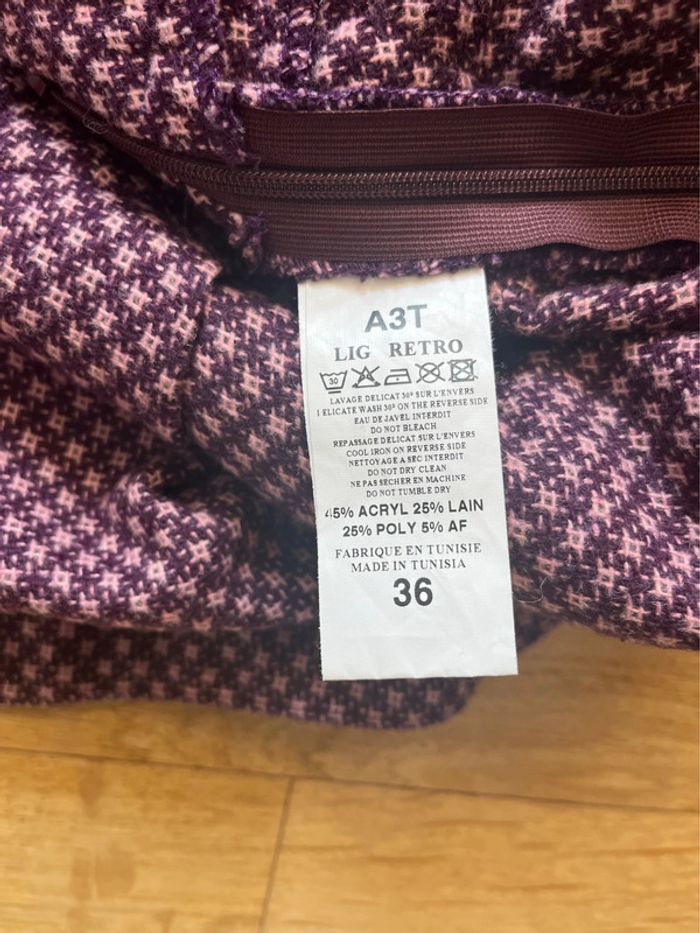 A3T
LIG RETRO
30
LAVAGE DELICAT 30° SUR L'ENVERS
ELICATE WASH 30° ON THE REVERSE SIDE
EAU DE JAVEL INTERDIT
DO NOT BLEACH
REPASSAGE DELICAT SUR L'ENVERS
COOL IRON ON REVERSE SIDE
NETTOYAGE A SEC INTERDIT
DO NOT DRY CLEAN
NE PAS SECHER EN MACHINE
DO NOT TUMBLE DRY
45% ACRYL 25% LAIN
25% POLY 5% AF
FABRIQUE EN TUNISIE
MADE IN TUNISIA
36